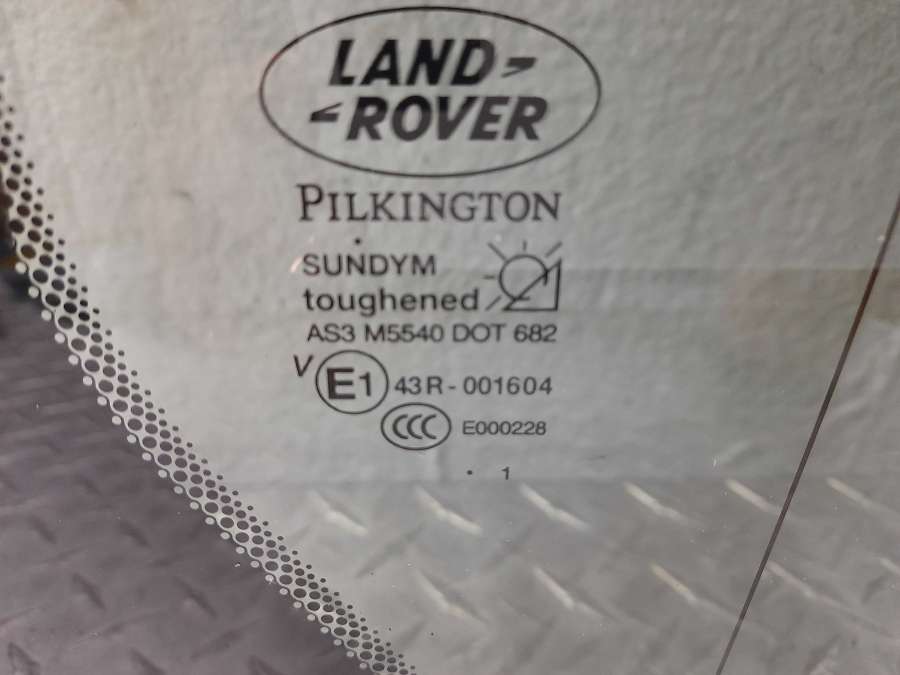 LAND
ROVER
PILKINGTON
SUNDYM
toughened
AS3 M5540 DOT 682
V E1 43R-001604
CCC E000228
. 1